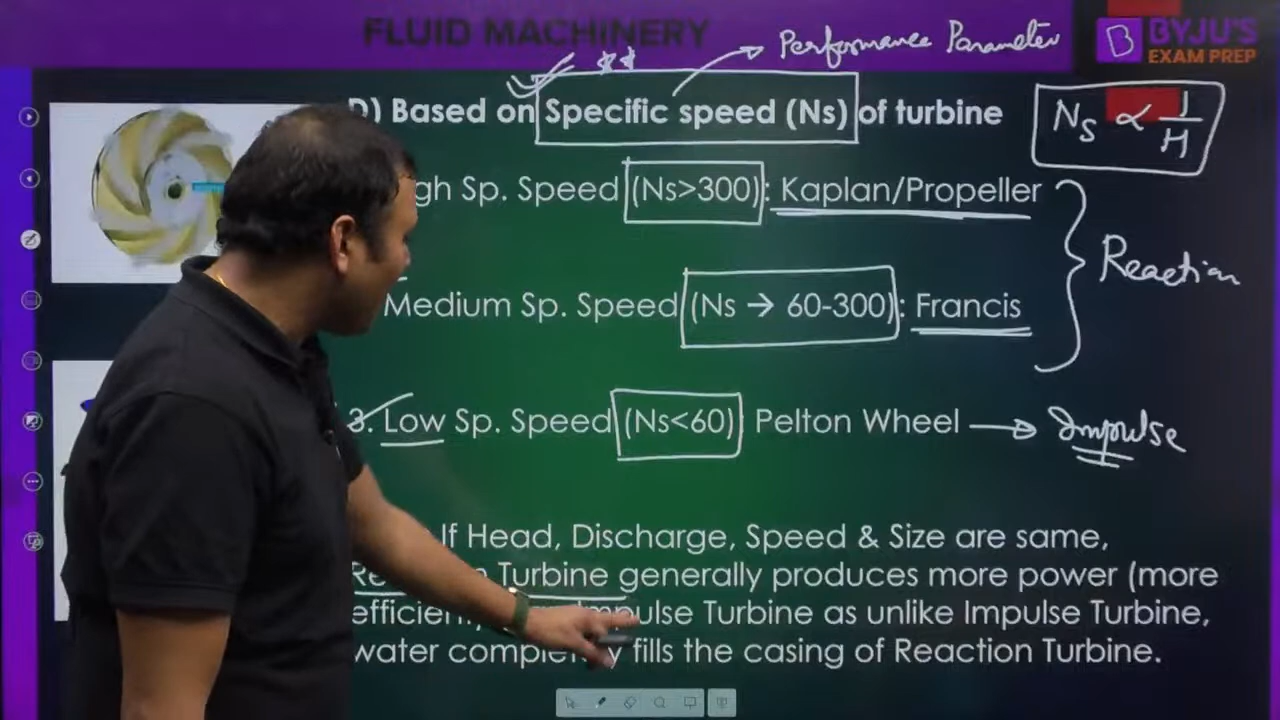 FLUID MACHINERY
BYJU'S
EXAM PREP
Performance Parameter
D) Based on Specific speed (Ns) of turbine
Ns ∝ 1/H
Sp. Speed (Ns>300): Kaplan/Propeller
Reaction
Medium Sp. Speed (Ns → 60-300): Francis
3. Low Sp. Speed (Ns<60) Pelton Wheel → Impulse
If Head, Discharge, Speed & Size are same,
Turbine generally produces more power (more
Impulse Turbine as unlike Impulse Turbine,
water fills the casing of Reaction Turbine.